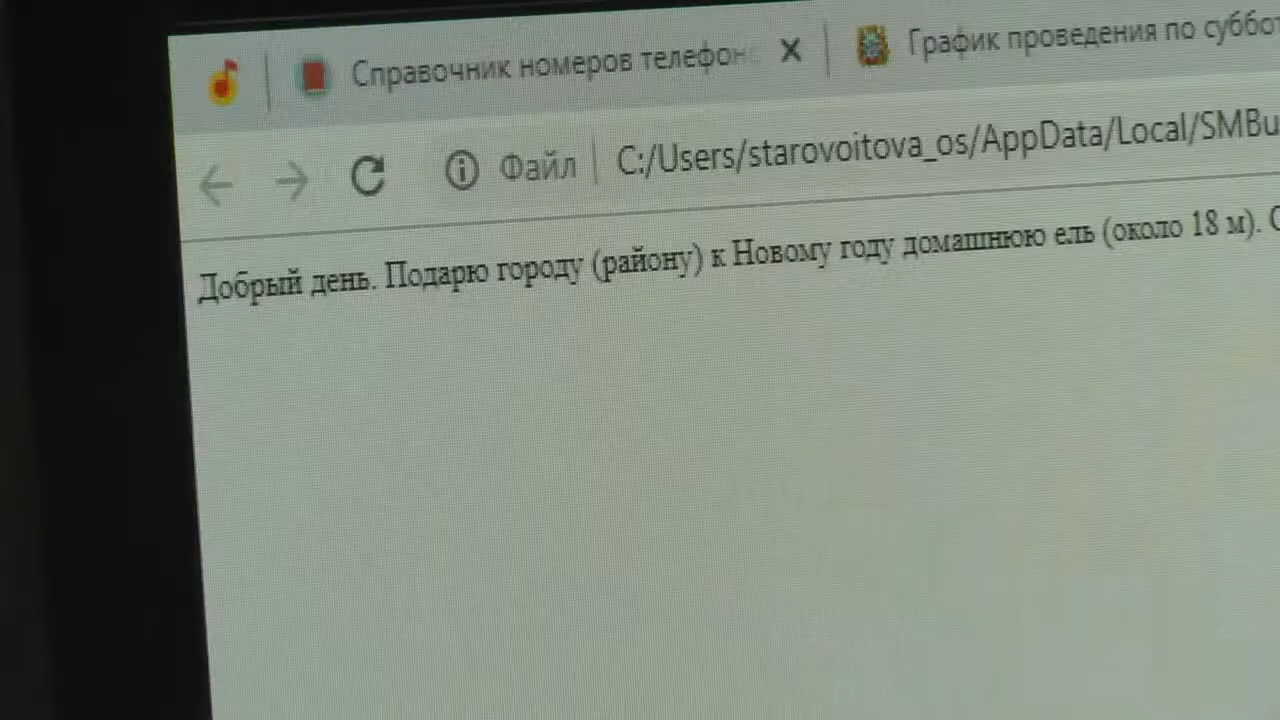 Справочник номеров телефон График проведения по суббот
Файл C:/Users/starovoitova_os/AppData/Local/SMBu
Добрый день. Подарю городу (району) к Новому году домашнюю ель (около 18 м). С